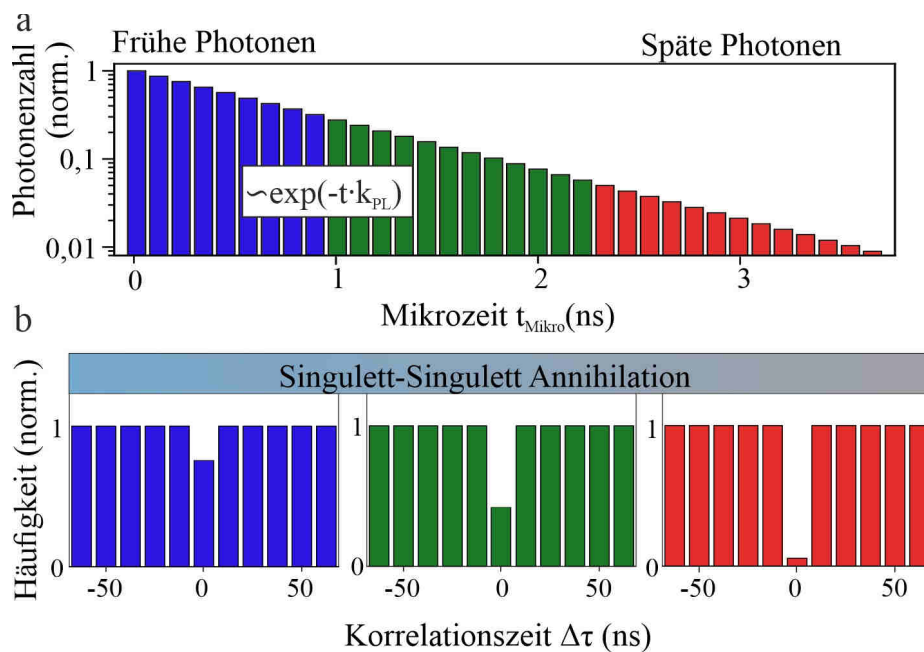 a
Frühe Photonen
Späte Photonen
Photonenzahl
(norm.)
1
0,1
0,01
∽exp(-t·k_PL)
0
1
2
3
Mikrozeit t_Mikro(ns)
b
Singulett-Singulett Annihilation
Häufigkeit (norm.)
1
0
-50
0
50
1
0
-50
0
50
1
0
-50
0
50
Korrelationszeit Δτ (ns)